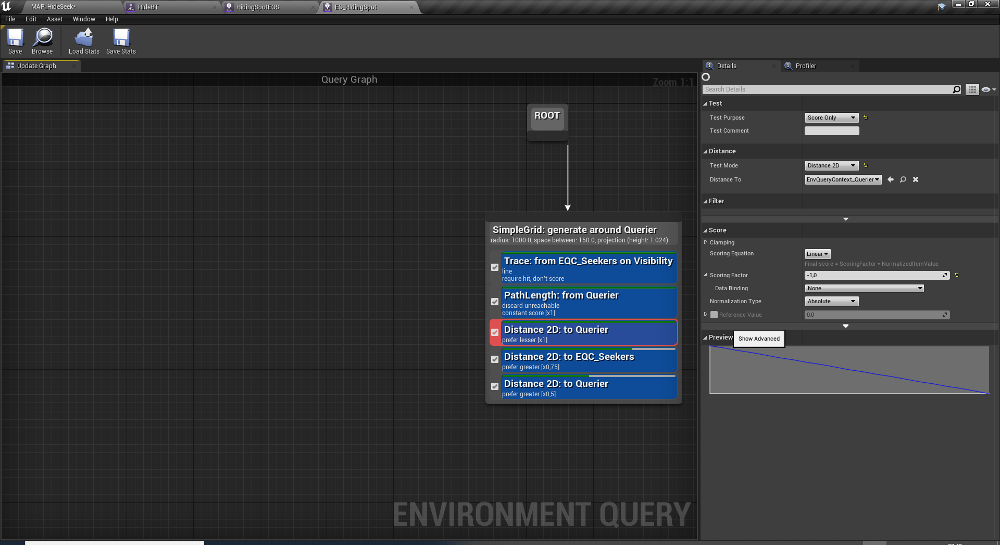 MAP_HideSeek*
HideBT
HidingSpotEQS
EQ_HidingSpot
File Edit Asset Window Help
Save Browse Load Stats Save Stats
Update Graph
Query Graph
Zoom 1:1
ROOT
SimpleGrid: generate around Querier
radius: 1000.0, space between: 150.0, projection (height: 1.024)
Trace: from EQC_Seekers on Visibility
line
require hit, don't score
PathLength: from Querier
discard unreachable
constant score [x1]
Distance 2D: to Querier
prefer lesser [x1]
Distance 2D: to EQC_Seekers
prefer greater [x0,75]
Distance 2D: to Querier
prefer greater [x0,5]
ENVIRONMENT QUERY
Details
Profiler
Search Details
Test
Test Purpose Score Only
Test Comment
Distance
Test Mode Distance 2D
Distance To EnvQueryContext_Querier
Filter
Score
Clamping
Scoring Equation Linear
Final score = ScoringFactor * NormalizedItemValue
Scoring Factor -1,0
Data Binding None
Normalization Type Absolute
Reference Value 0,0
Preview
Show Advanced